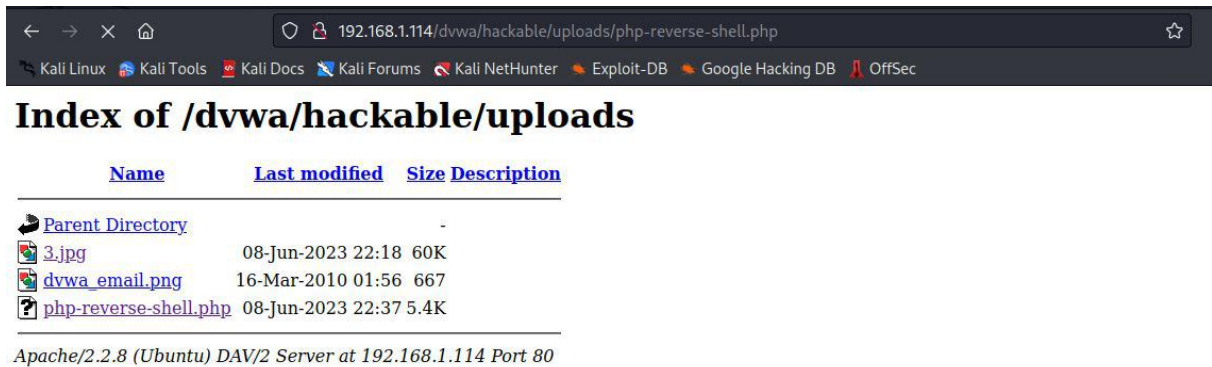 192.168.1.114/dvwa/hackable/uploads/php-reverse-shell.php
Kali Linux Kali Tools Kali Docs Kali Forums Kali NetHunter Exploit-DB Google Hacking DB OffSec
Index of /dvwa/hackable/uploads
Name Last modified Size Description
Parent Directory -
3.jpg 08-Jun-2023 22:18 60K
dvwa_email.png 16-Mar-2010 01:56 667
php-reverse-shell.php 08-Jun-2023 22:37 5.4K
Apache/2.2.8 (Ubuntu) DAV/2 Server at 192.168.1.114 Port 80